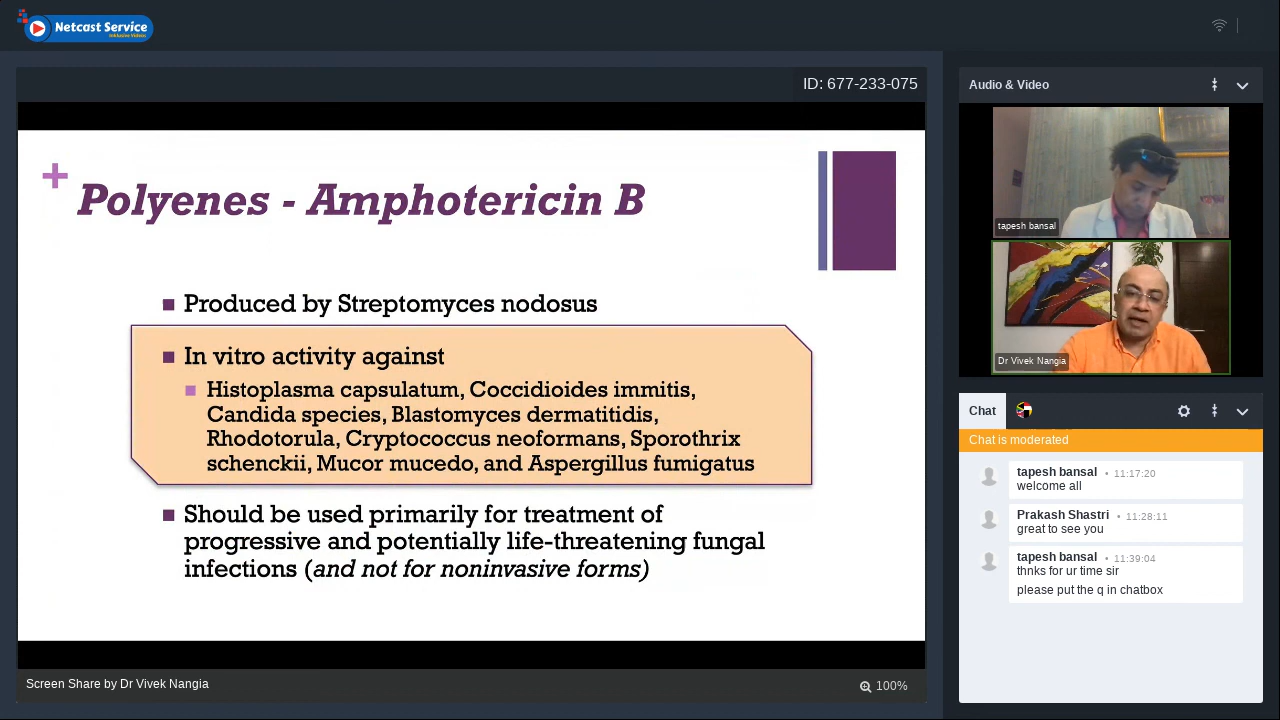 Netcast Service
ID: 677-233-075
+
Polyenes - Amphotericin B
Produced by Streptomyces nodosus
In vitro activity against
Histoplasma capsulatum, Coccidioides immitis,
Candida species, Blastomyces dermatitidis,
Rhodotorula, Cryptococcus neoformans, Sporothrix
schenckii, Mucor mucedo, and Aspergillus fumigatus
Should be used primarily for treatment of
progressive and potentially life-threatening fungal
infections (and not for noninvasive forms)
Screen Share by Dr Vivek Nangia
100%
Audio & Video
tapesh bansal
Dr Vivek Nangia
Chat
Chat is moderated
tapesh bansal • 11:17:20
welcome all
Prakash Shastri • 11:28:11
great to see you
tapesh bansal • 11:39:04
thnks for ur time sir
please put the q in chatbox